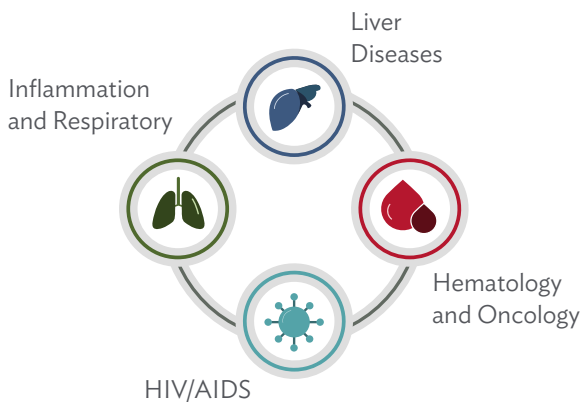 Liver
Diseases
Inflammation
and Respiratory
Hematology
and Oncology
HIV/AIDS